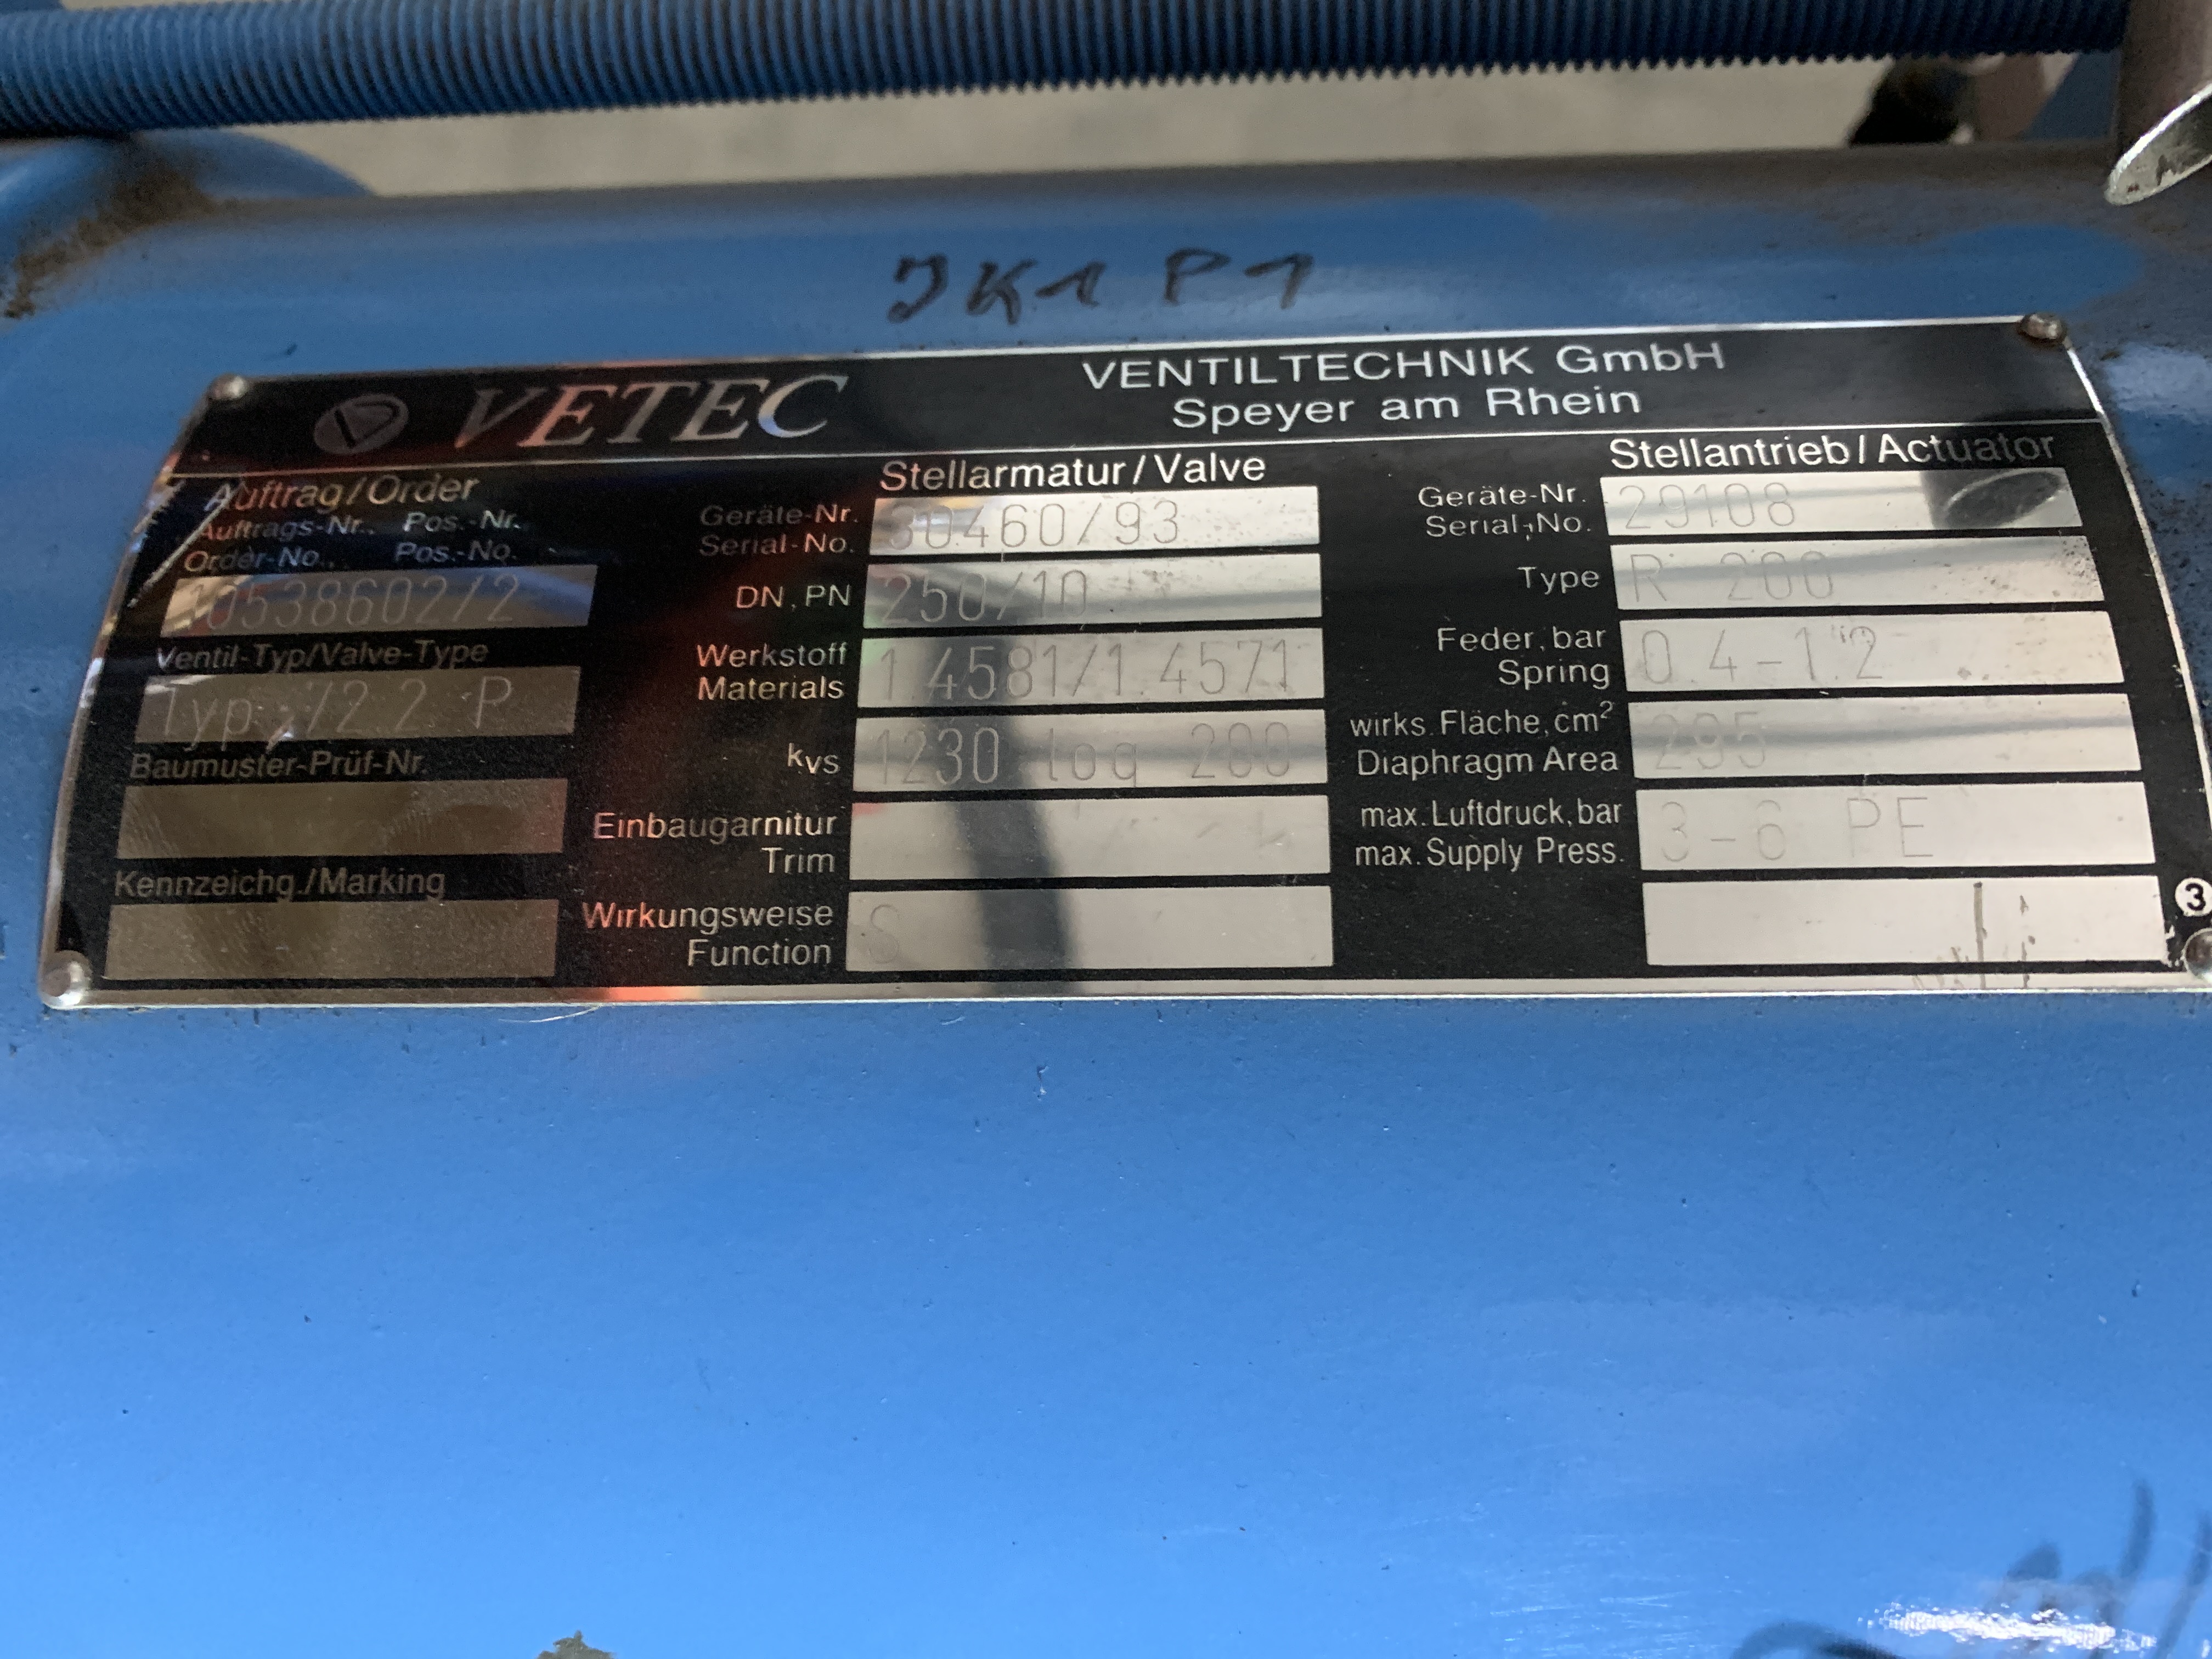 JK1 P1
VETEC
VENTILTECHNIK GmbH
Speyer am Rhein
Auftrag/Order
Auftrags-Nr., Pos.-Nr.
Order-No., Pos.-No.
10538602/2
Ventil-Typ/Valve-Type
Typ /2 2 P
Baumuster-Prüf-Nr.
Kennzeichg./Marking
Stellarmatur/Valve
Geräte-Nr.
Serial-No.
30460/93
DN, PN
250/10
Werkstoff
Materials
1.4581/1.4571
kvs
1230 log 200
Einbaugarnitur
Trim
Wirkungsweise
Function
S
Stellantrieb/Actuator
Geräte-Nr.
Serial-No.
29108
Type
R 200
Feder, bar
Spring
0.4-1.2
wirks. Fläche, cm²
Diaphragm Area
295
max. Luftdruck, bar
max. Supply Press.
3-6 PE
3